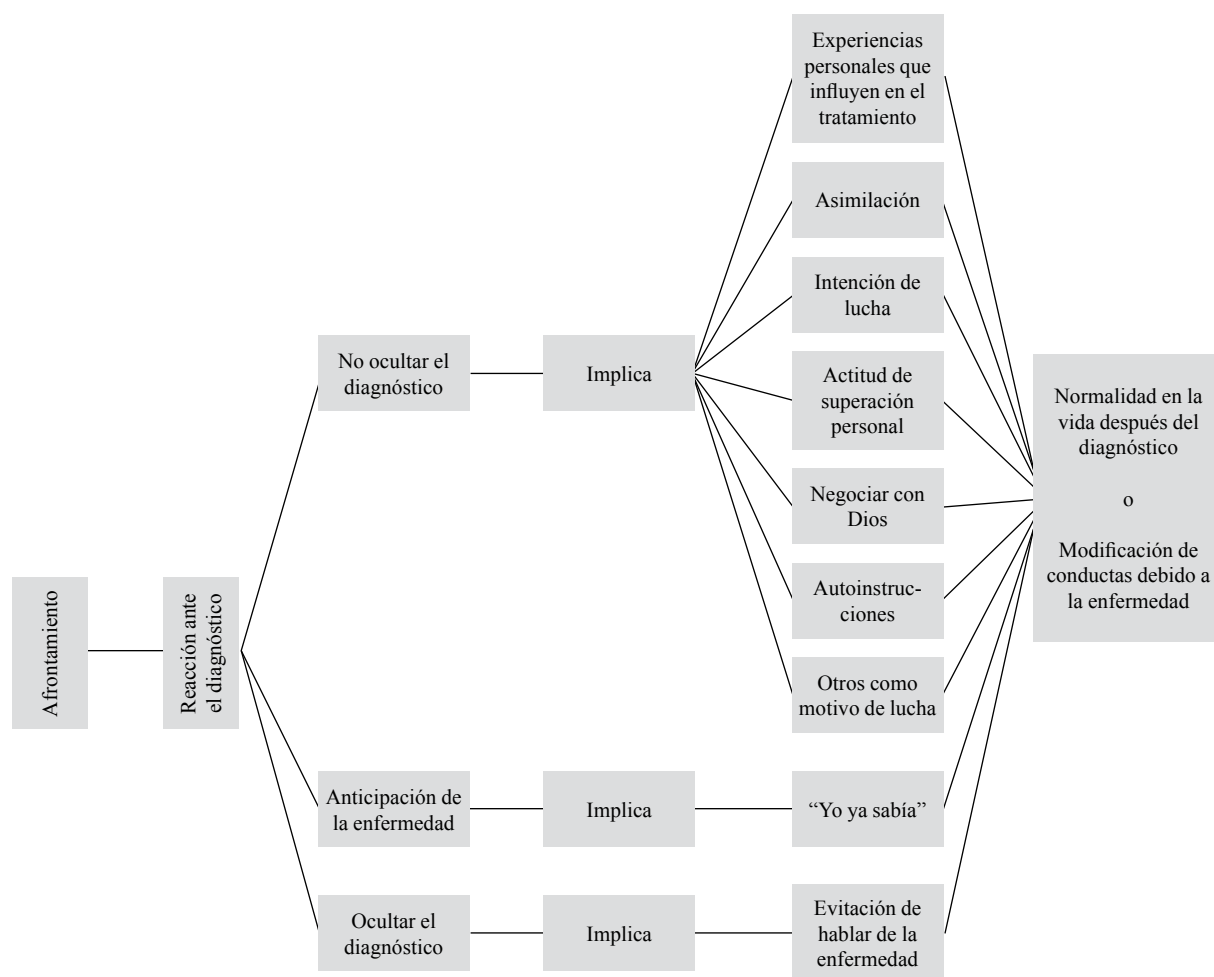 Afrontamiento
Reacción ante
el diagnóstico
No ocultar el
diagnóstico
Implica
Experiencias
personales que
influyen en el
tratamiento
Asimilación
Intención de
lucha
Actitud de
superación
personal
Negociar con
Dios
Autoinstruc-
ciones
Otros como
motivo de lucha
Anticipación de
la enfermedad
Implica
“Yo ya sabía”
Ocultar el
diagnóstico
Implica
Evitación de
hablar de la
enfermedad
Normalidad en la
vida después del
diagnóstico
o
Modificación de
conductas debido a
la enfermedad